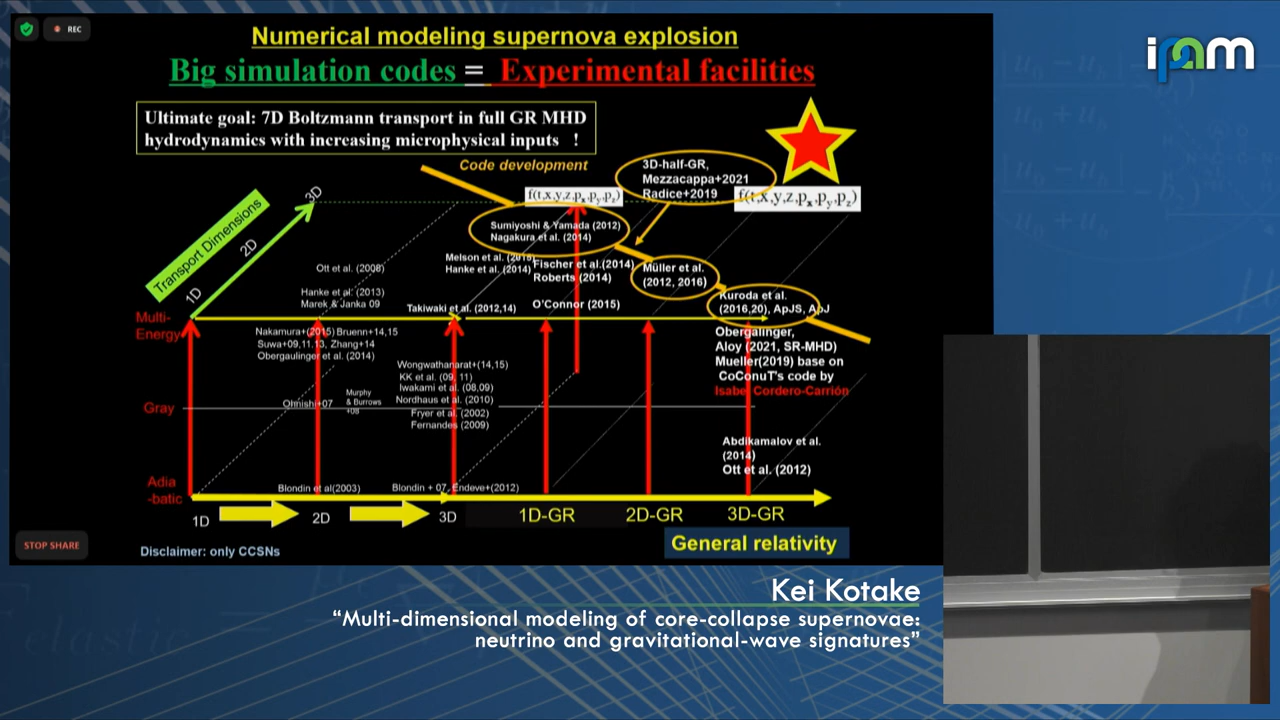 REC
Numerical modeling supernova explosion
Big simulation codes = Experimental facilities
ipam
Ultimate goal: 7D Boltzmann transport in full GR MHD
hydrodynamics with increasing microphysical inputs !
Code development
3D-half-GR,
Mezzacappa+2021
Radice+2019
f(t,x,y,z,px,py,pz)
f(t,x,y,z,px,py,pz)
Transport Dimensions
1D
2D
3D
Sumiyoshi & Yamada (2012)
Nagakura et al. (2014)
Melson et al.
Hanke et al. (2014)
Fischer et al.(2014)
Roberts (2014)
Müller et al.
(2012, 2016)
Ott et al. (2008)
Hanke et al. (2013)
Marek & Janka 09
Takiwaki et al. (2012,14)
O'Connor (2015)
Kuroda et al.
(2016,20), ApJS, ApJ
Multi-
Energy
Nakamura+(2015) Bruenn+14,15
Suwa+09,11,13, Zhang+14
Obergaulinger et al. (2014)
Obergalinger,
Aloy (2021, SR-MHD)
Mueller(2019) base on
CoConuT's code by
Isabel Cordero-Carrión
Wongwathanarat+(14,15)
KK et al. (09, 11)
Iwakami et al. (08,09)
Nordhaus et al. (2010)
Fryer et al. (2002)
Fernandes (2009)
Murphy
& Burrows
+08
Ohnishi+07
Gray
Abdikamalov et al.
(2014)
Ott et al. (2012)
Adia
-batic
Blondin et al(2003)
Blondin + 07, Endeve+(2012)
1D
2D
3D
1D-GR
2D-GR
3D-GR
General relativity
STOP SHARE
Disclaimer: only CCSNs
Kei Kotake
“Multi-dimensional modeling of core-collapse supernovae:
neutrino and gravitational-wave signatures”